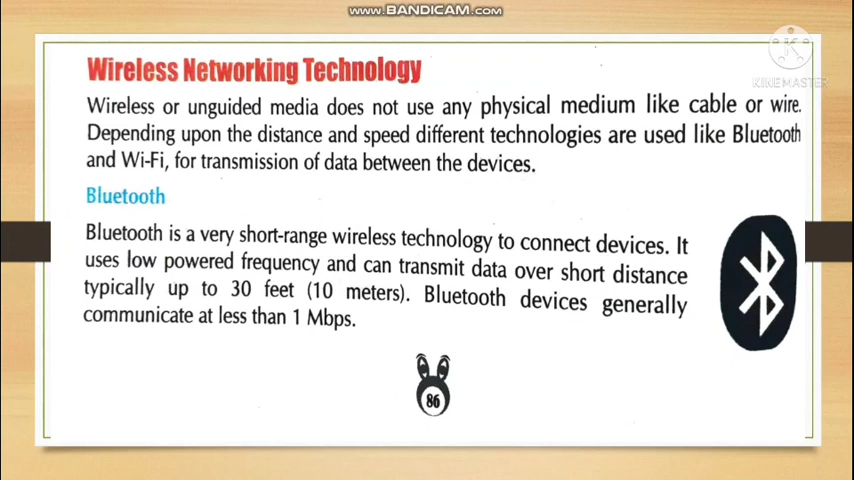 WWW.BANDICAM.COM
KINEMASTER
Wireless Networking Technology
Wireless or unguided media does not use any physical medium like cable or wire.
Depending upon the distance and speed different technologies are used like Bluetooth
and Wi-Fi, for transmission of data between the devices.
Bluetooth
Bluetooth is a very short-range wireless technology to connect devices. It
uses low powered frequency and can transmit data over short distance
typically up to 30 feet (10 meters). Bluetooth devices generally
communicate at less than 1 Mbps.
86